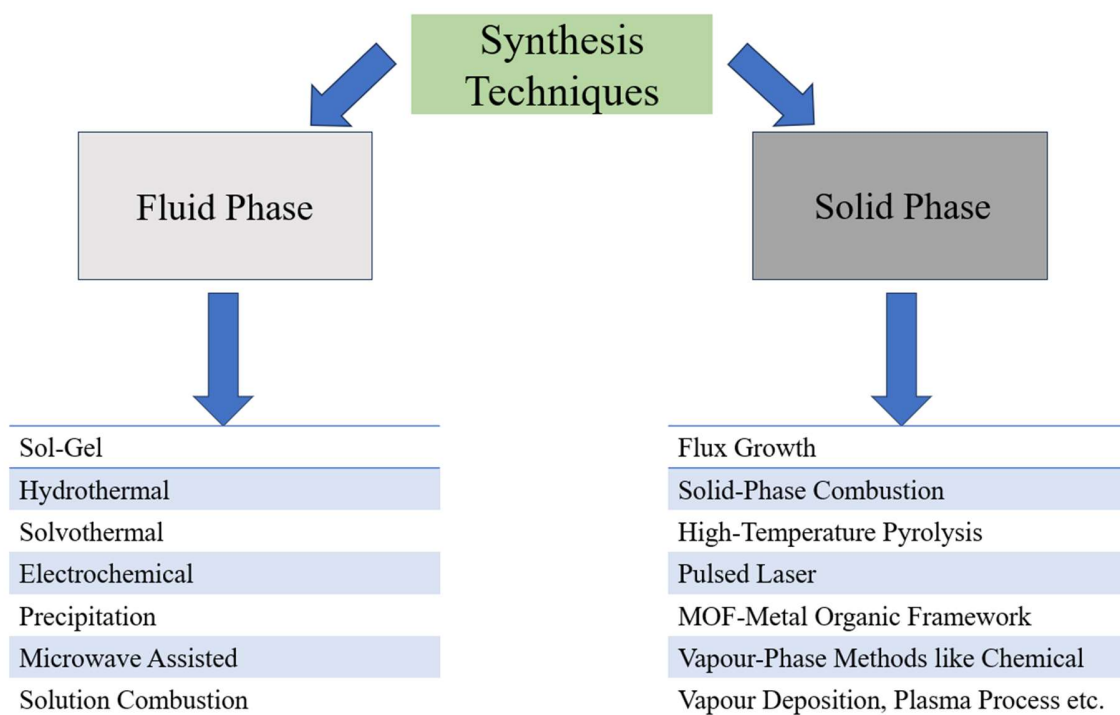 Synthesis
Techniques
Fluid Phase
Solid Phase
Sol-Gel
Hydrothermal
Solvothermal
Electrochemical
Precipitation
Microwave Assisted
Solution Combustion
Flux Growth
Solid-Phase Combustion
High-Temperature Pyrolysis
Pulsed Laser
MOF-Metal Organic Framework
Vapour-Phase Methods like Chemical
Vapour Deposition, Plasma Process etc.